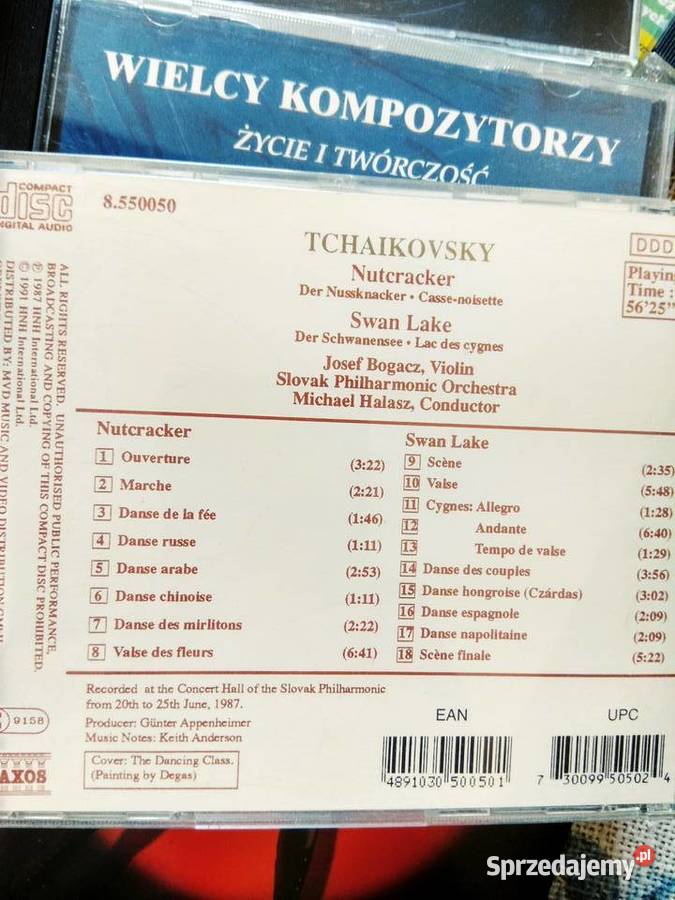 WIELCY KOMPOZYTORZY
ŻYCIE I TWÓRCZOŚĆ
COMPACT
disc
DIGITAL AUDIO
8.550050
TCHAIKOVSKY
Nutcracker
Der Nussknacker • Casse-noisette
Swan Lake
Der Schwanensee • Lac des cygnes
Josef Bogacz, Violin
Slovak Philharmonic Orchestra
Michael Halasz, Conductor
DDD
Playing
Time :
56'25"
ALL RIGHTS RESERVED. UNAUTHORISED PUBLIC PERFORMANCE,
BROADCASTING AND COPYING OF THIS COMPACT DISC PROHIBITED.
℗ 1987 HNH International Ltd.
© 1991 HNH International Ltd.
DISTRIBUTED BY: MVD MUSIC AND VIDEO DISTRIBUTION GMBH
Nutcracker
1 Ouverture (3:22)
2 Marche (2:21)
3 Danse de la fée (1:46)
4 Danse russe (1:11)
5 Danse arabe (2:53)
6 Danse chinoise (1:11)
7 Danse des mirlitons (2:22)
8 Valse des fleurs (6:41)
Swan Lake
9 Scène (2:35)
10 Valse (5:48)
11 Cygnes: Allegro (1:28)
12 Andante (6:40)
13 Tempo de valse (1:29)
14 Danse des couples (3:56)
15 Danse hongroise (Czárdas) (3:02)
16 Danse espagnole (2:09)
17 Danse napolitaine (2:09)
18 Scène finale (5:22)
Recorded at the Concert Hall of the Slovak Philharmonic
from 20th to 25th June, 1987.
Producer: Günter Appenheimer
Music Notes: Keith Anderson
Cover: The Dancing Class.
(Painting by Degas)
9158
AXOS
EAN
4891030 500501
UPC
7 30099 50502 4
Sprzedajemy.pl